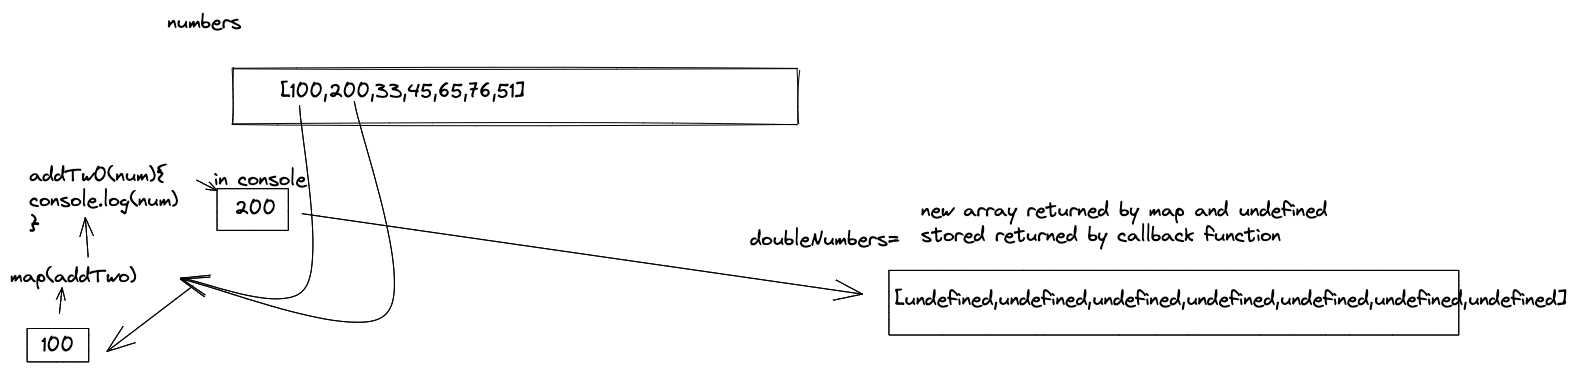 numbers
[100,200,33,45,65,76,51]
addTwO(num){
console.log(num)
}
in console
200
new array returned by map and undefined
stored returned by callback function
doubleNumbers=
map(addTwo)
[undefined,undefined,undefined,undefined,undefined,undefined,undefined]
100